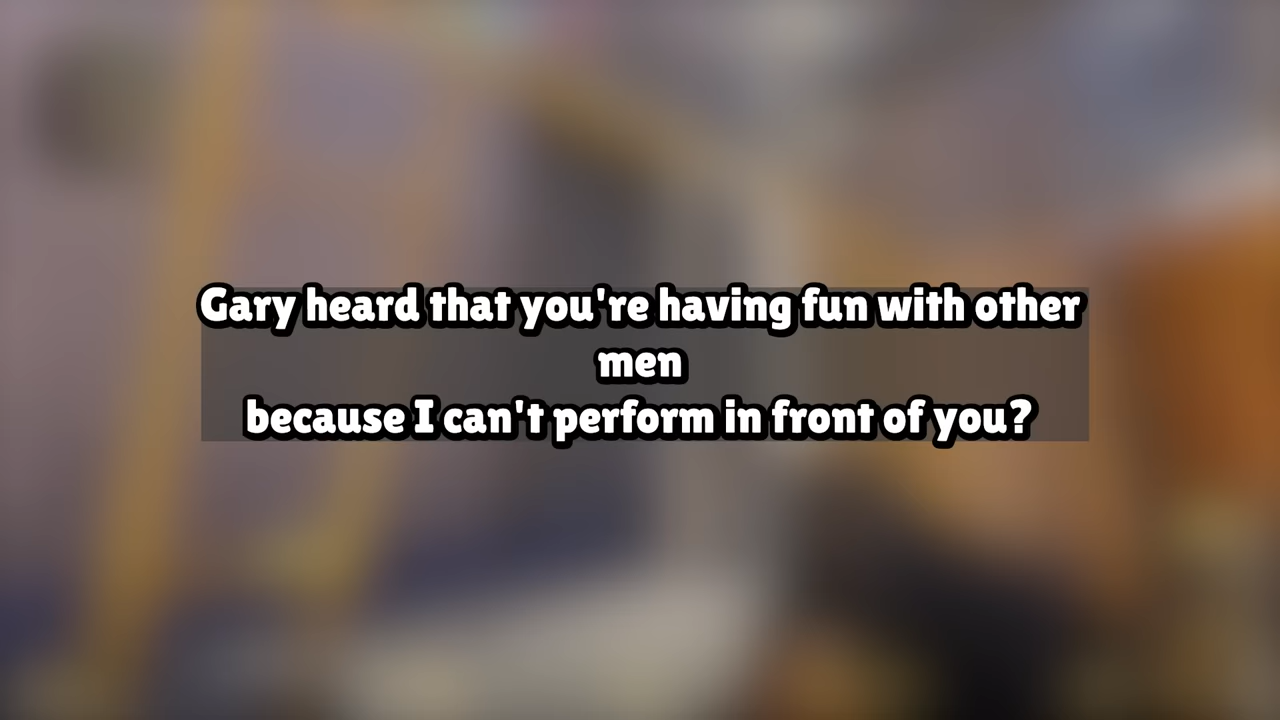 Gary heard that you're having fun with other
men
because I can't perform in front of you?